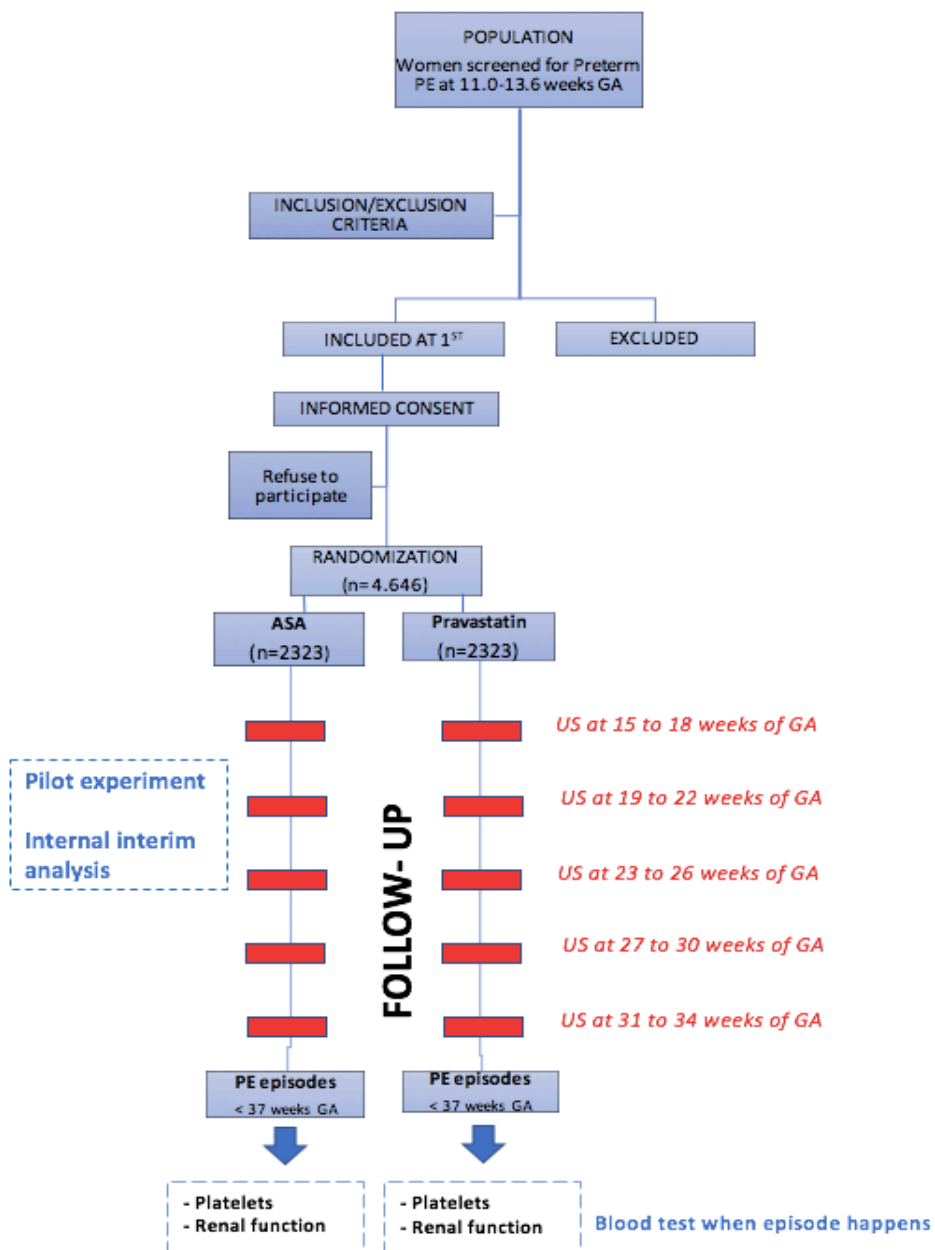 POPULATION
Women screened for Preterm
PE at 11.0-13.6 weeks GA
INCLUSION/EXCLUSION
CRITERIA
INCLUDED AT 1ST
EXCLUDED
INFORMED CONSENT
Refuse to
participate
RANDOMIZATION
(n=4.646)
ASA
(n=2323)
Pravastatin
(n=2323)
US at 15 to 18 weeks of GA
Pilot experiment
Internal interim
analysis
FOLLOW- UP
US at 19 to 22 weeks of GA
US at 23 to 26 weeks of GA
US at 27 to 30 weeks of GA
US at 31 to 34 weeks of GA
PE episodes
< 37 weeks GA
PE episodes
< 37 weeks GA
- Platelets
- Renal function
- Platelets
- Renal function
Blood test when episode happens